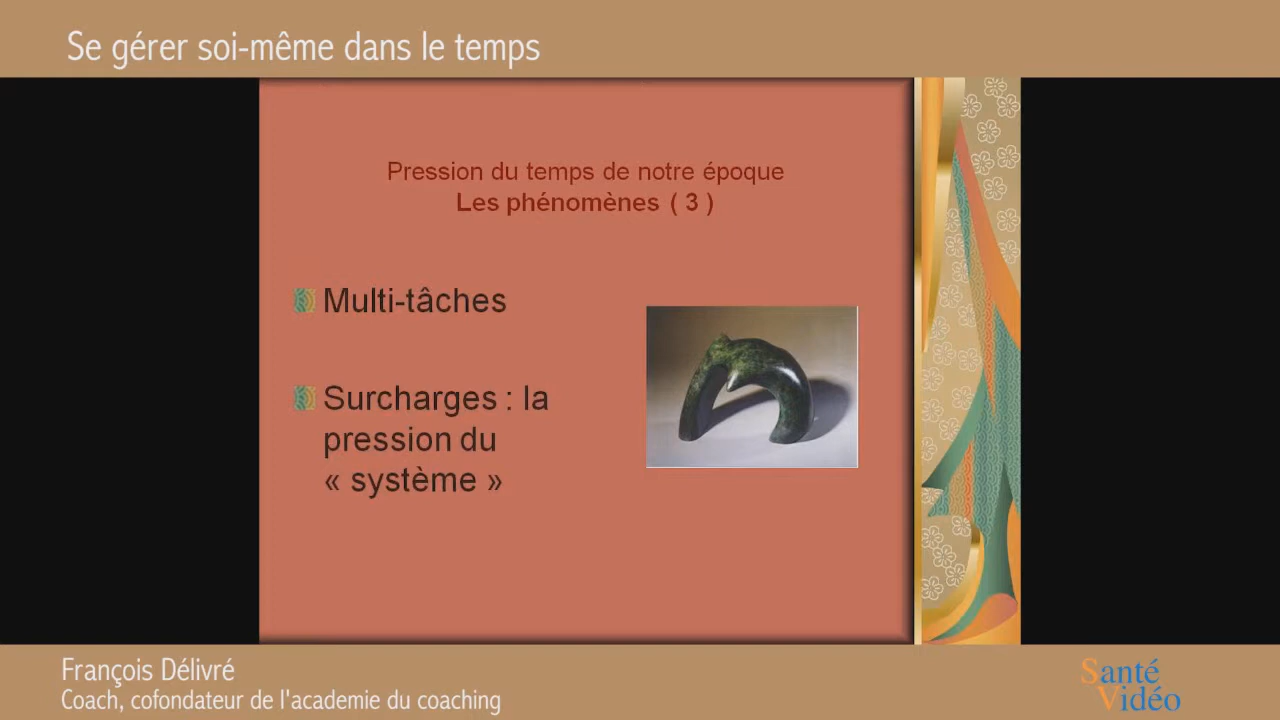 Se gérer soi-même dans le temps
Pression du temps de notre époque
Les phénomènes ( 3 )
Multi-tâches
Surcharges : la
pression du
« système »
François Délivré
Coach, cofondateur de l'academie du coaching
Santé
Vidéo